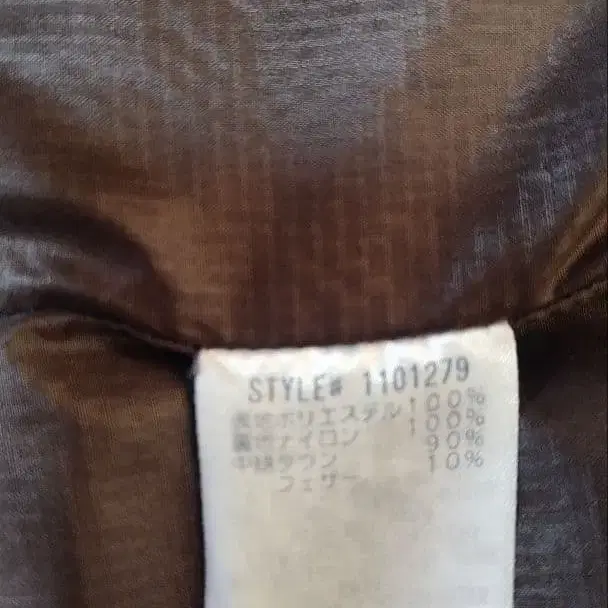 STYLE# 1101279
表地ポリエステル 100%
裏地ナイロン 100%
中綿ダウン 90%
フェザー 10%